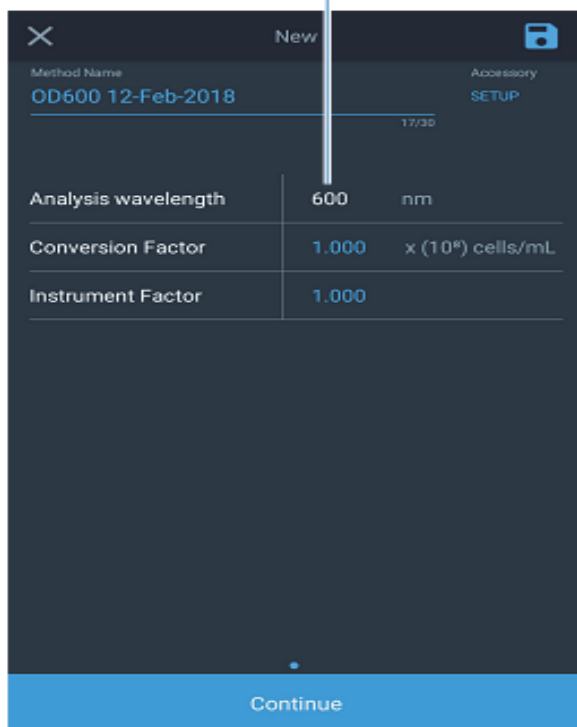 New
Method Name
Accessory
OD600 12-Feb-2018
SETUP
17/30
Analysis wavelength 600 nm
Conversion Factor 1.000 x (10⁸) cells/mL
Instrument Factor 1.000
Continue